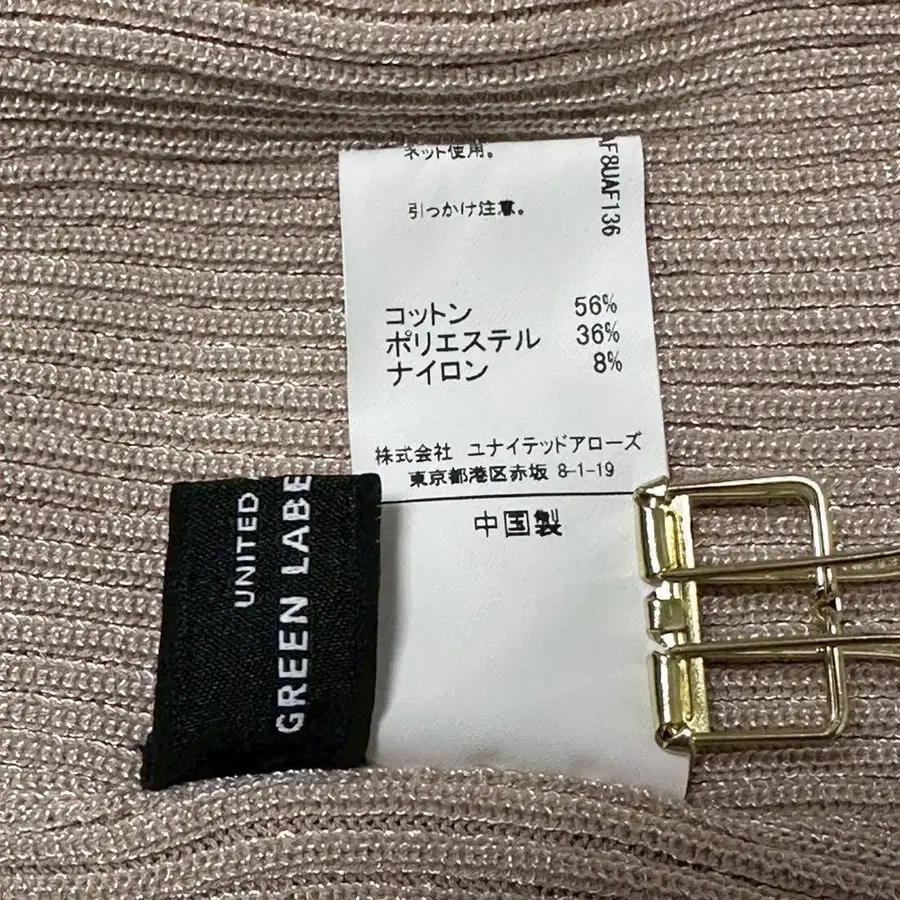 ネット使用。
引っかけ注意。
コットン 56%
ポリエステル 36%
ナイロン 8%
株式会社 ユナイテッドアローズ
東京都港区赤坂 8-1-19
中国製
F8UAF136
UNITED
GREEN LABE